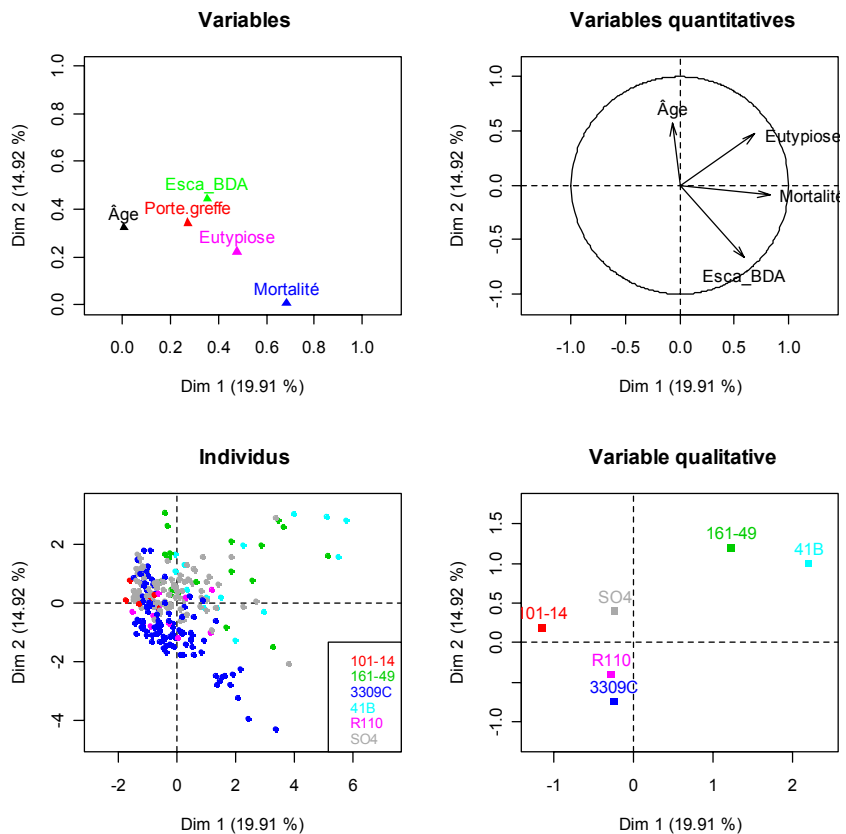 Variables
Dim 2 (14.92 %)
1.0
0.8
0.6
0.4
0.2
0.0
Esca_BDA
Porte.greffe
Âge
Eutypiose
Mortalité
0.0 0.2 0.4 0.6 0.8 1.0
Dim 1 (19.91 %)
Variables quantitatives
Dim 2 (14.92 %)
1.0
0.5
0.0
-0.5
-1.0
Âge
Eutypiose
Mortalité
Esca_BDA
-1.0 -0.5 0.0 0.5 1.0
Dim 1 (19.91 %)
Individus
Dim 2 (14.92 %)
2
0
-2
-4
101-14
161-49
3309C
41B
R110
SO4
-2 0 2 4 6
Dim 1 (19.91 %)
Variable qualitative
Dim 2 (14.92 %)
1.5
1.0
0.5
0.0
-1.0
161-49
41B
SO4
101-14
R110
3309C
-1 0 1 2
Dim 1 (19.91 %)